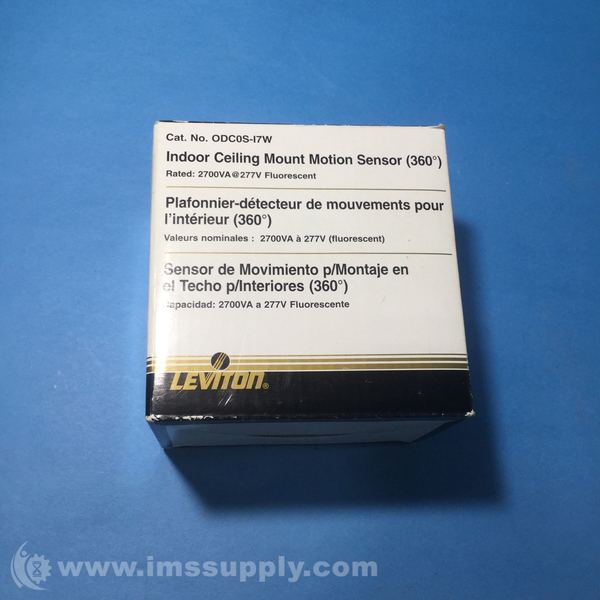 Cat. No. ODC0S-I7W
Indoor Ceiling Mount Motion Sensor (360°)
Rated: 2700VA@277V Fluorescent
Plafonnier-détecteur de mouvements pour
l'intérieur (360°)
Valeurs nominales : 2700VA à 277V (fluorescent)
Sensor de Movimiento p/Montaje en
el Techo p/Interiores (360°)
Capacidad: 2700VA a 277V Fluorescente
LEVITON®
www.imssupply.com